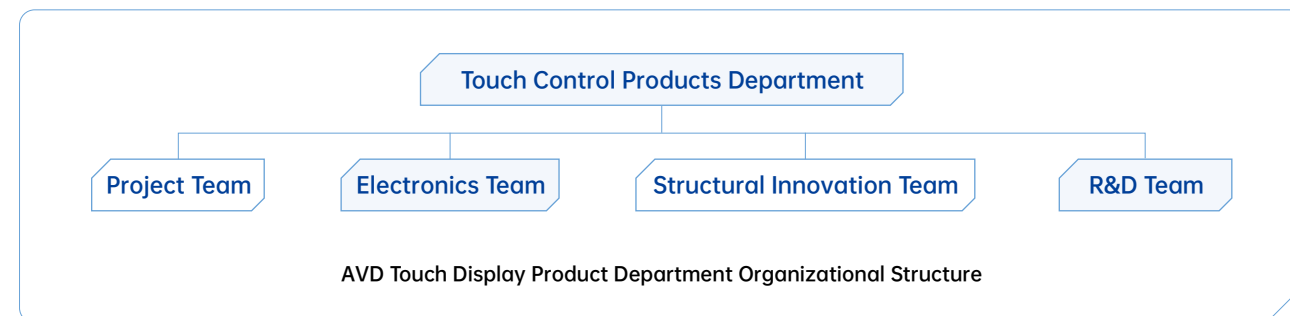 Touch Control Products Department
Project Team
Electronics Team
Structural Innovation Team
R&D Team
AVD Touch Display Product Department Organizational Structure